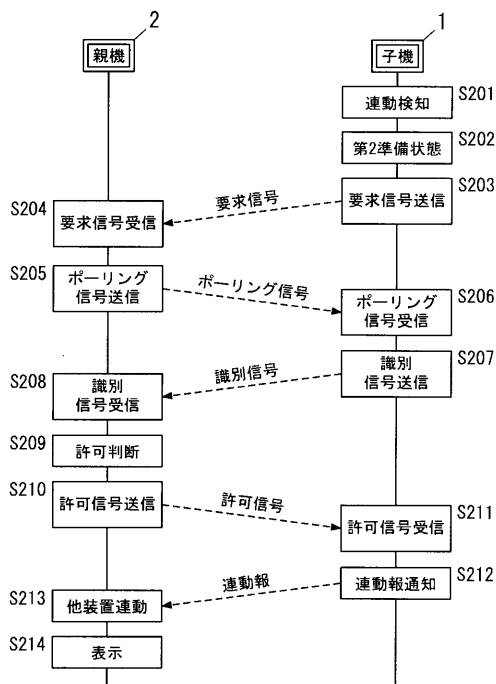 2
親機
1
子機
S201
連動検知
S202
第2準備状態
S203
要求信号送信
要求信号
S204
要求信号受信
S205
ポーリング
信号送信
ポーリング信号
S206
ポーリング
信号受信
S207
識別
信号送信
識別信号
S208
識別
信号受信
S209
許可判断
S210
許可信号送信
許可信号
S211
許可信号受信
S212
連動報通知
連動報
S213
他装置連動
S214
表示